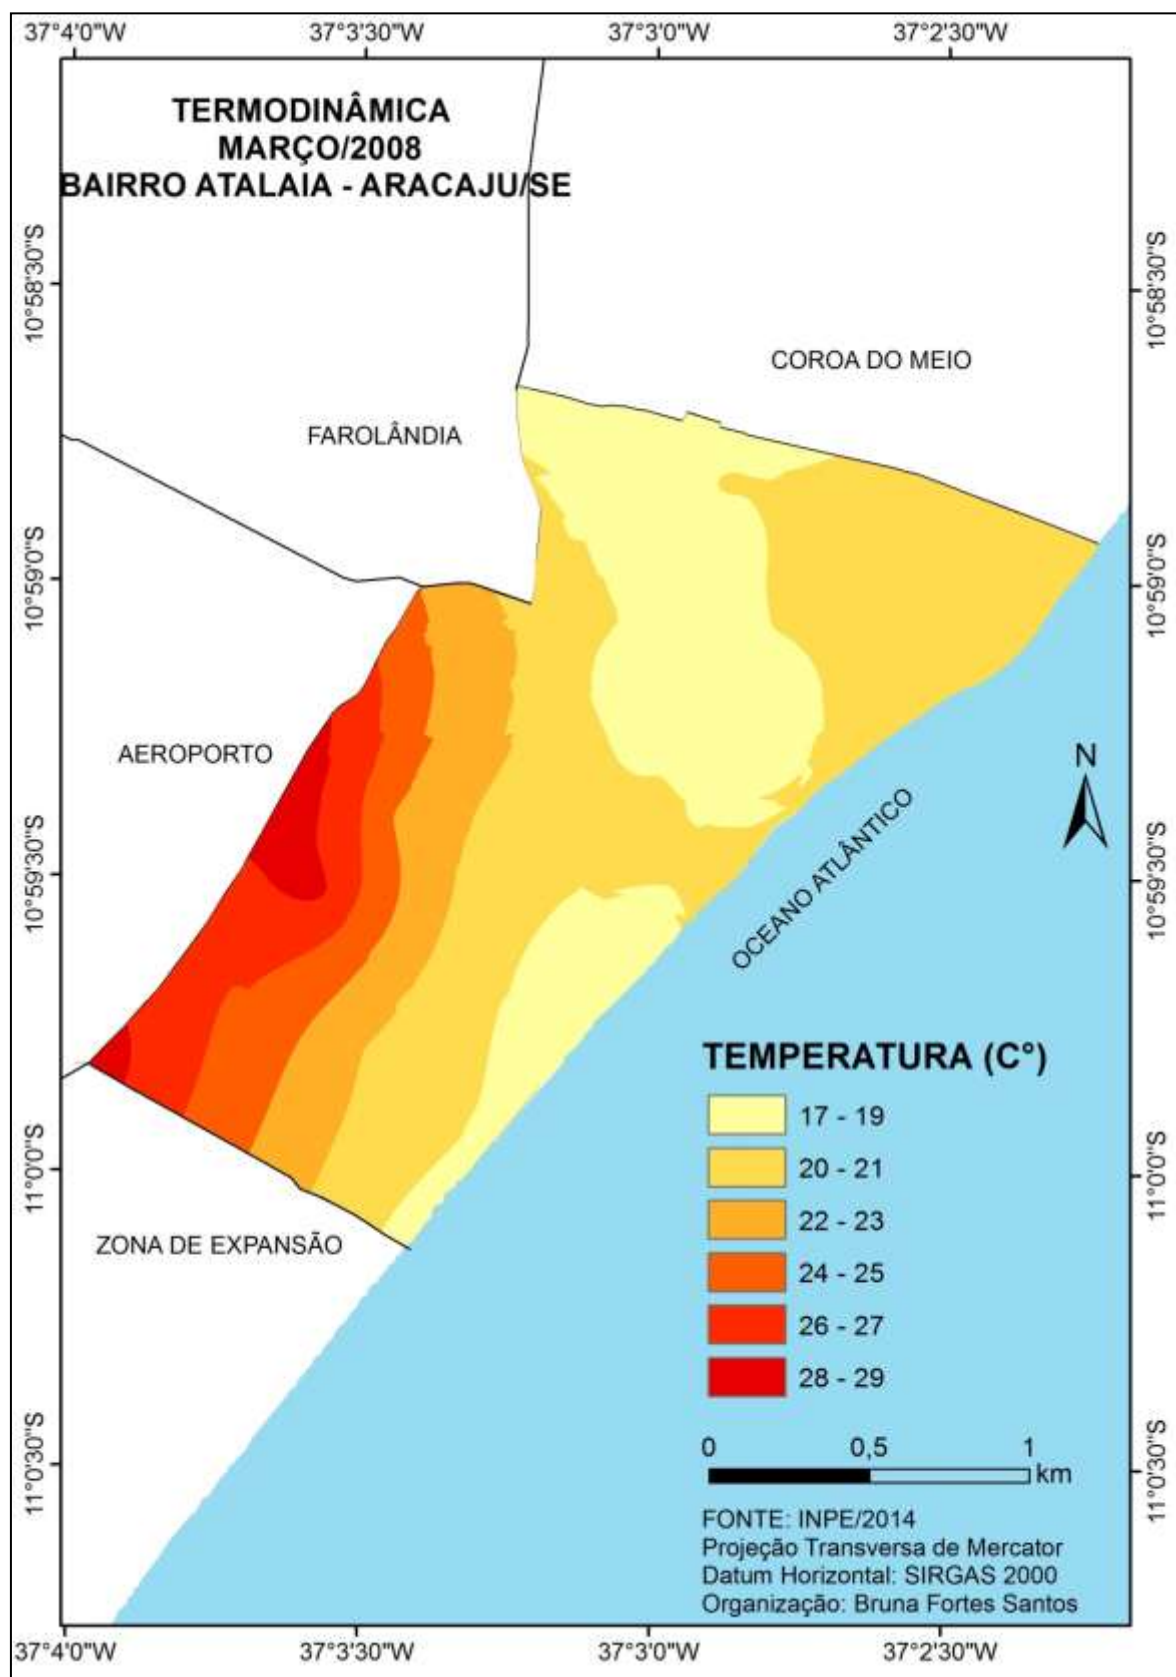 37°4'0"W 37°3'30"W 37°3'0"W 37°2'30"W
TERMODINÂMICA
MARÇO/2008
BAIRRO ATALAIA - ARACAJU/SE
10°58'30"S
10°58'30"S
COROA DO MEIO
FAROLÂNDIA
10°59'0"S
10°59'0"S
AEROPORTO
N
10°59'30"S
10°59'30"S
OCEANO ATLÂNTICO
TEMPERATURA (C°)
17 - 19
20 - 21
22 - 23
24 - 25
26 - 27
28 - 29
11°0'0"S
11°0'0"S
ZONA DE EXPANSÃO
0 0,5 1
km
11°0'30"S
11°0'30"S
FONTE: INPE/2014
Projeção Transversa de Mercator
Datum Horizontal: SIRGAS 2000
Organização: Bruna Fortes Santos
37°4'0"W 37°3'30"W 37°3'0"W 37°2'30"W